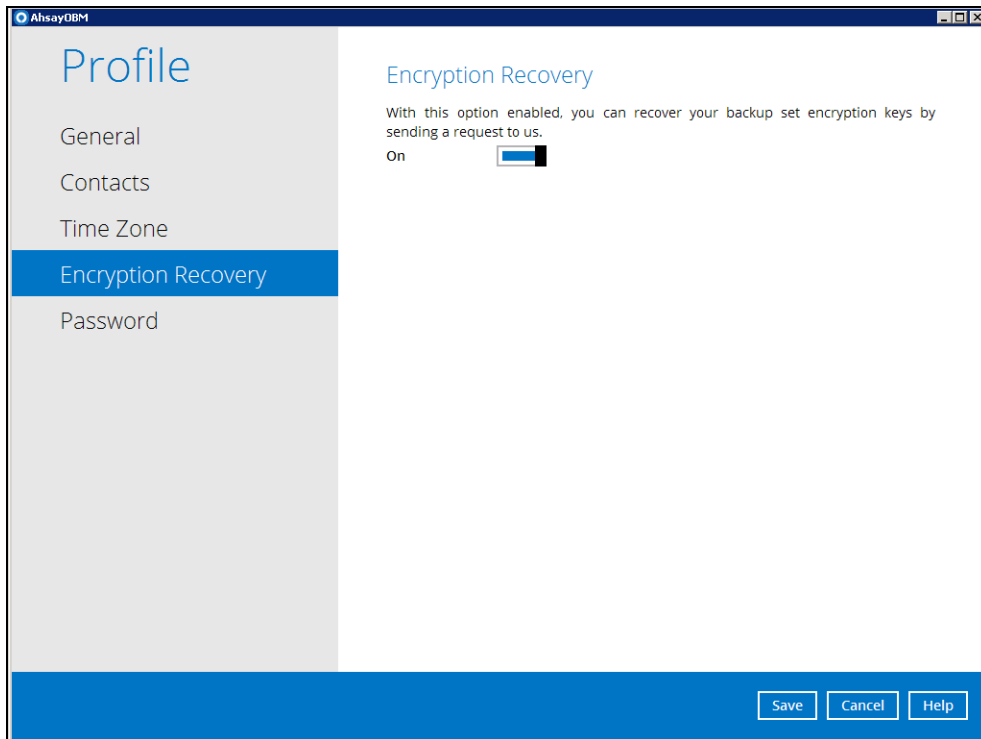 AhsayOBM
Profile
General
Contacts
Time Zone
Encryption Recovery
Password
Encryption Recovery
With this option enabled, you can recover your backup set encryption keys by
sending a request to us.
On
Save
Cancel
Help